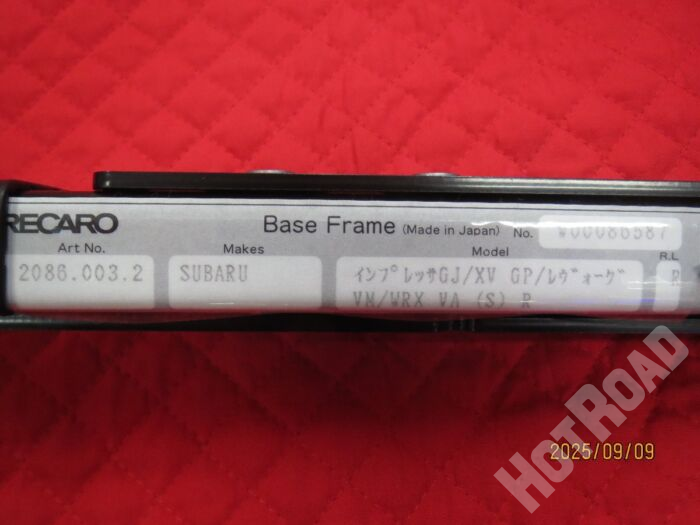 RECARO
Base Frame (Made in Japan) No. W00086587
Art No. Makes Model R.L
2086.003.2 SUBARU インプレッサGJ/XV GP/レヴォーグ R
VM/WRX VA (S) R
HOTROAD
2025/09/09